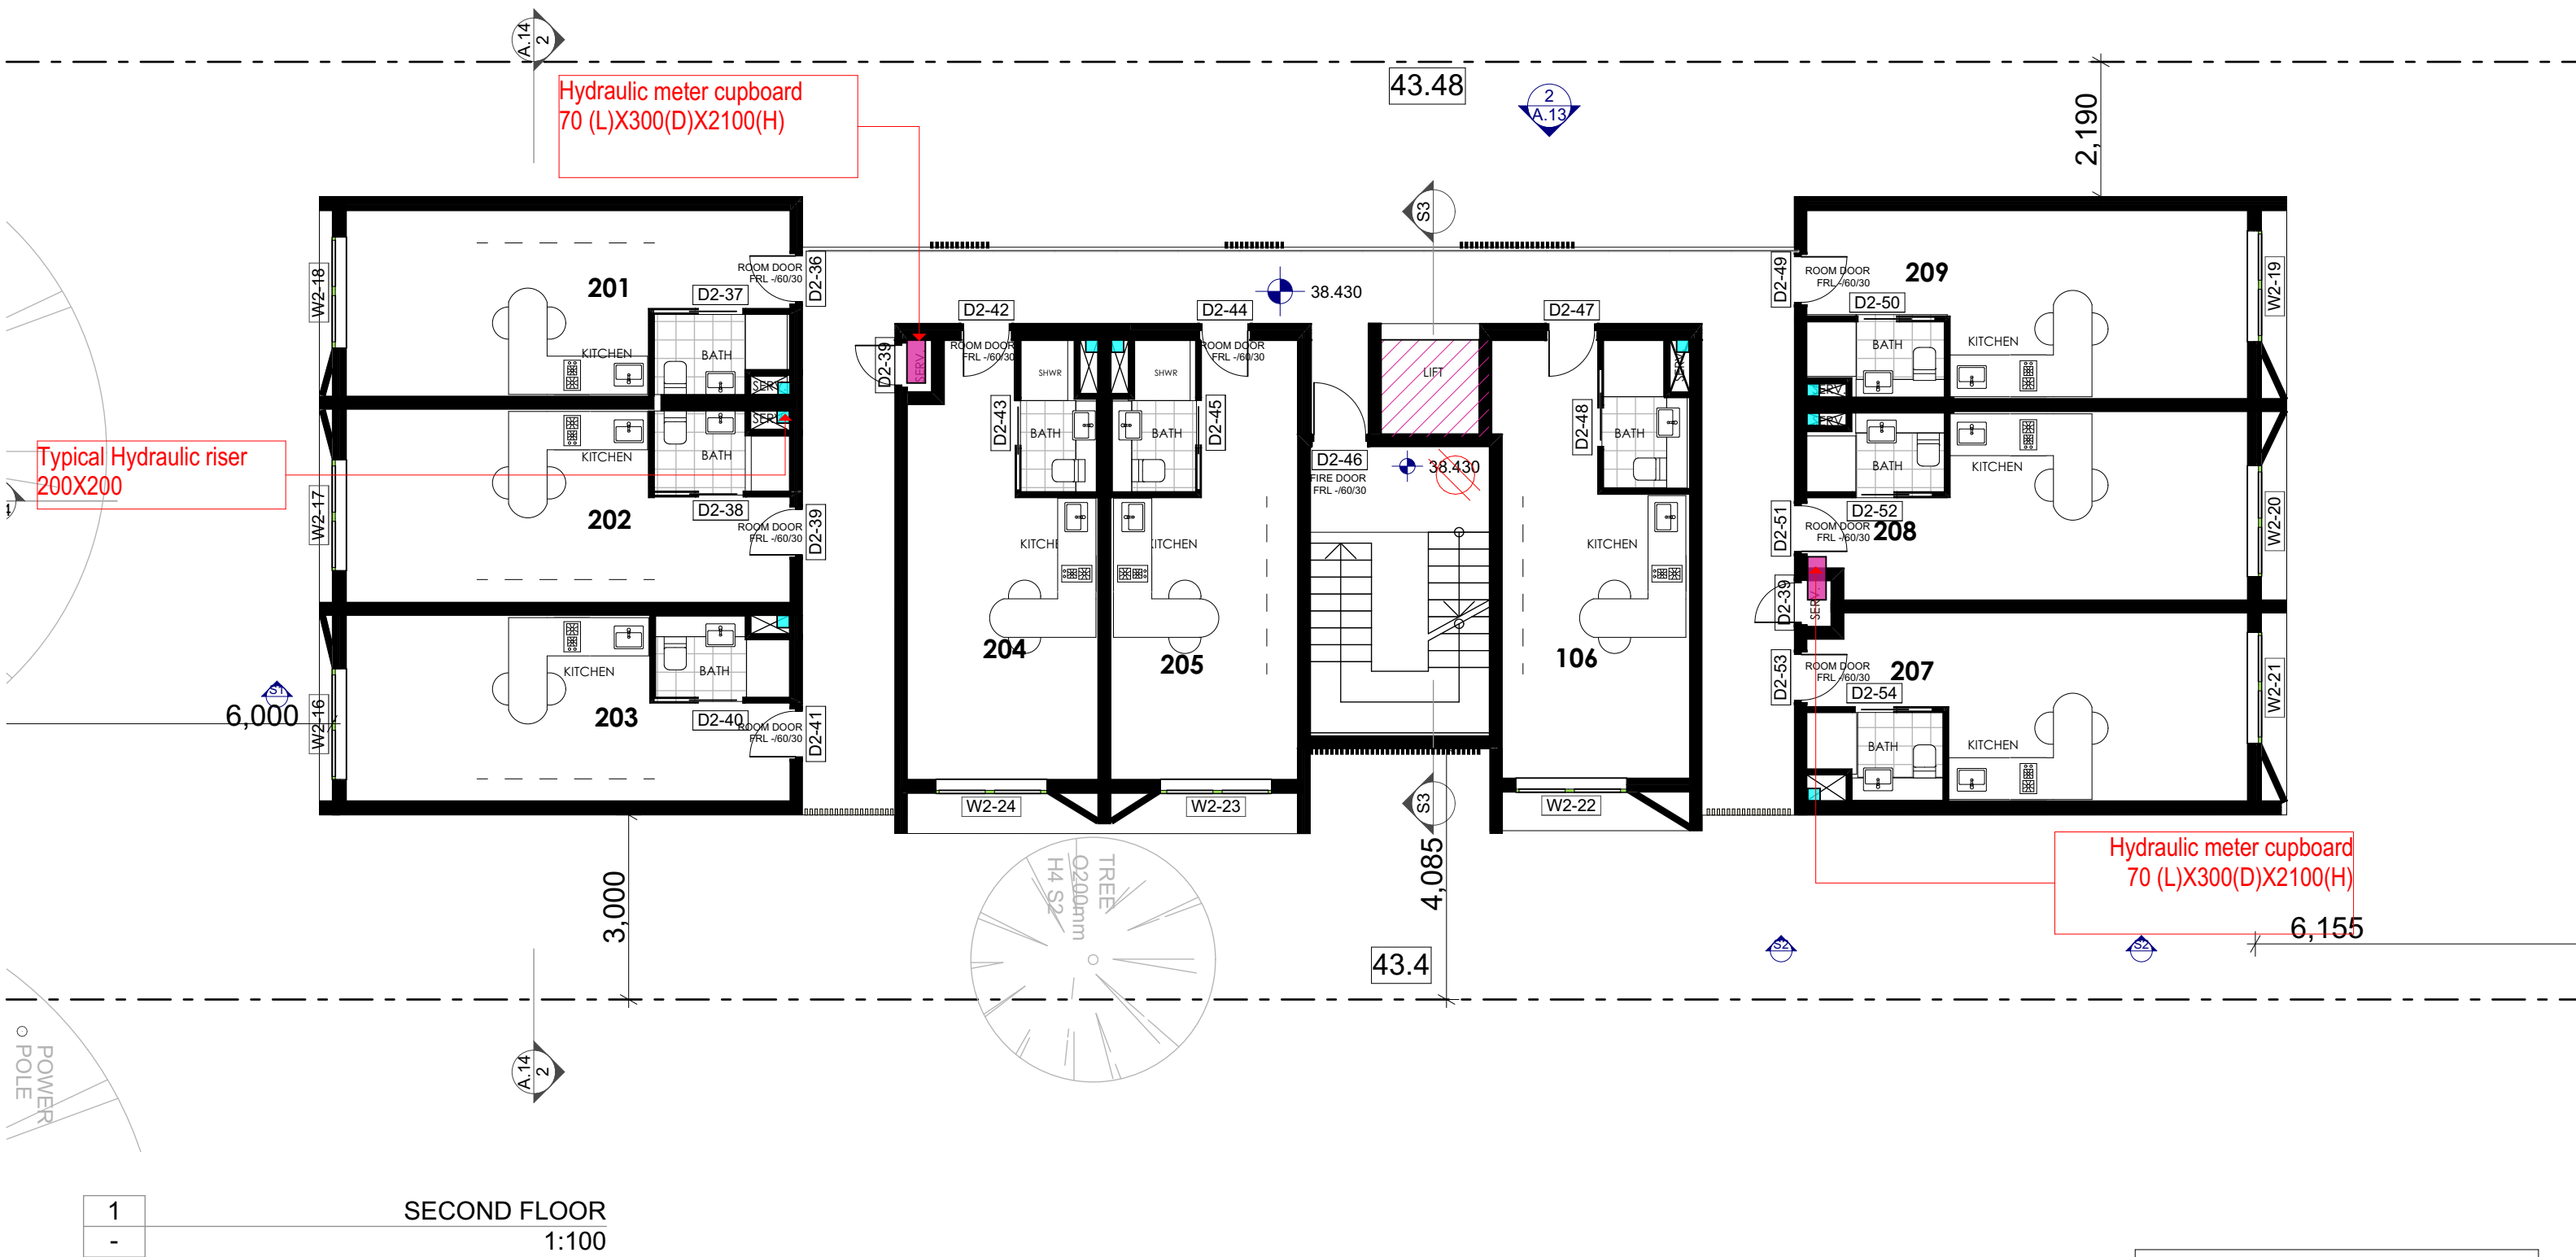 A.14
2
Hydraulic meter cupboard
70 (L)X300(D)X2100(H)
43.48
2
A.13
2,190
S3
W2-18
201
ROOM DOOR
FRL -/60/30
D2-36
D2-37
KITCHEN
BATH
SERV
D2-39
SERV
D2-42
ROOM DOOR
FRL -/60/30
SHWR
D2-44
ROOM DOOR
FRL -/60/30
SHWR
38.430
LIFT
D2-47
SERV
D2-49
ROOM DOOR
FRL -/60/30
209
D2-50
BATH
KITCHEN
SERV
W2-19
Typical Hydraulic riser
200X200
W2-17
KITCHEN
BATH
SERV
202
D2-38
ROOM DOOR
FRL -/60/30
D2-39
D2-43
BATH
BATH
D2-45
D2-46
FIRE DOOR
FRL -/60/30
38.430
D2-48
BATH
SERV
BATH
KITCHEN
D2-51
D2-52
ROOM DOOR
FRL -/60/30
208
W2-20
KITCHE
ITCHEN
KITCHEN
D2-39
SERV
204
205
106
S1
6,000
W2-16
KITCHEN
BATH
203
D2-40
ROOM DOOR
FRL -/60/30
D2-41
D2-53
ROOM DOOR
FRL -/60/30
207
D2-54
BATH
KITCHEN
W2-21
W2-24
W2-23
S3
W2-22
3,000
TREE
O200mm
H4 S2
4,085
43.4
Hydraulic meter cupboard
70 (L)X300(D)X2100(H)
6,155
S2
S2
POWER
POLE
A.14
2
1
SECOND FLOOR
-
1:100